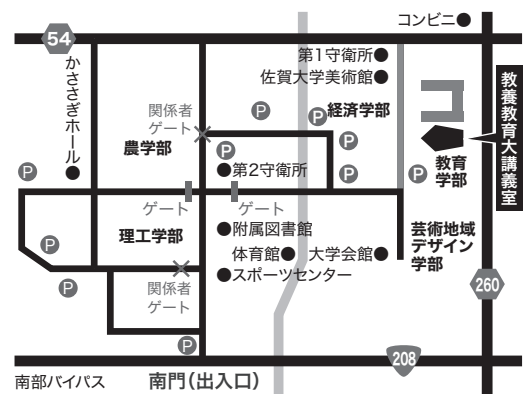 コンビニ●
54
第1守衛所●
佐賀大学美術館●
かささぎホール●
関係者
ゲート
P
P
経済学部
教養教育大講義室
P
P
農学部
P
P
P
●第2守衛所
教育
学部
ゲート
ゲート
理工学部
●附属図書館
芸術地域
デザイン
学部
P
体育館●
大学会館●
●スポーツセンター
P
関係者
ゲート
260
P
208
南部バイパス
南門(出入口)